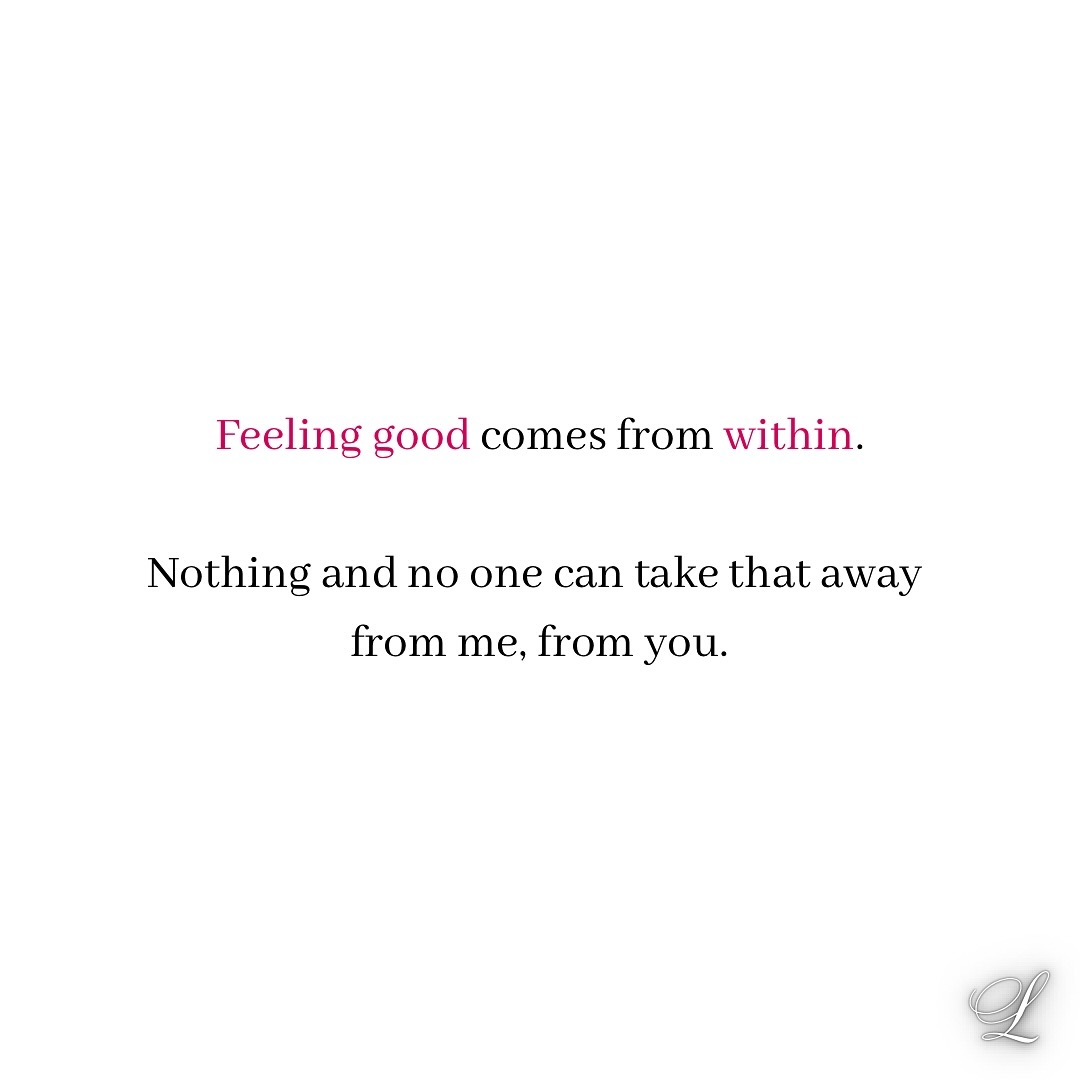 Feeling good comes from within.
Nothing and no one can take that away
from me, from you.
L